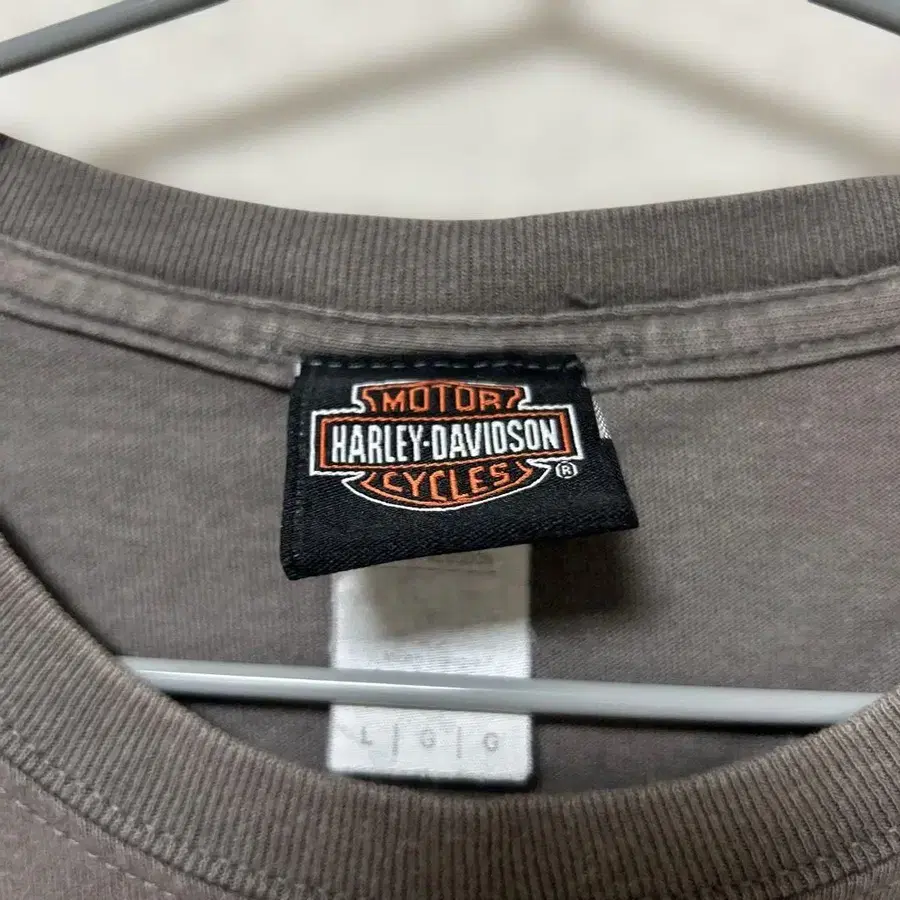 MOTOR
HARLEY-DAVIDSON
CYCLES ®
L | G | G